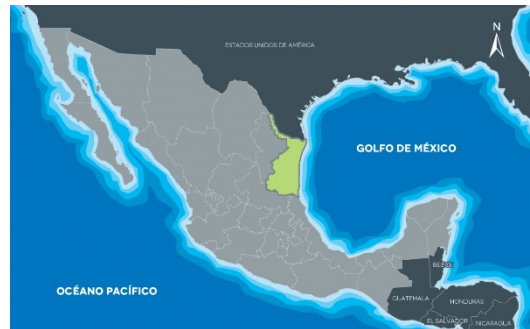 ESTADOS UNIDOS DE AMÉRICA
N
GOLFO DE MÉXICO
OCÉANO PACÍFICO
BELICE
GUATEMALA
HONDURAS
EL SALVADOR
NICARAGUA